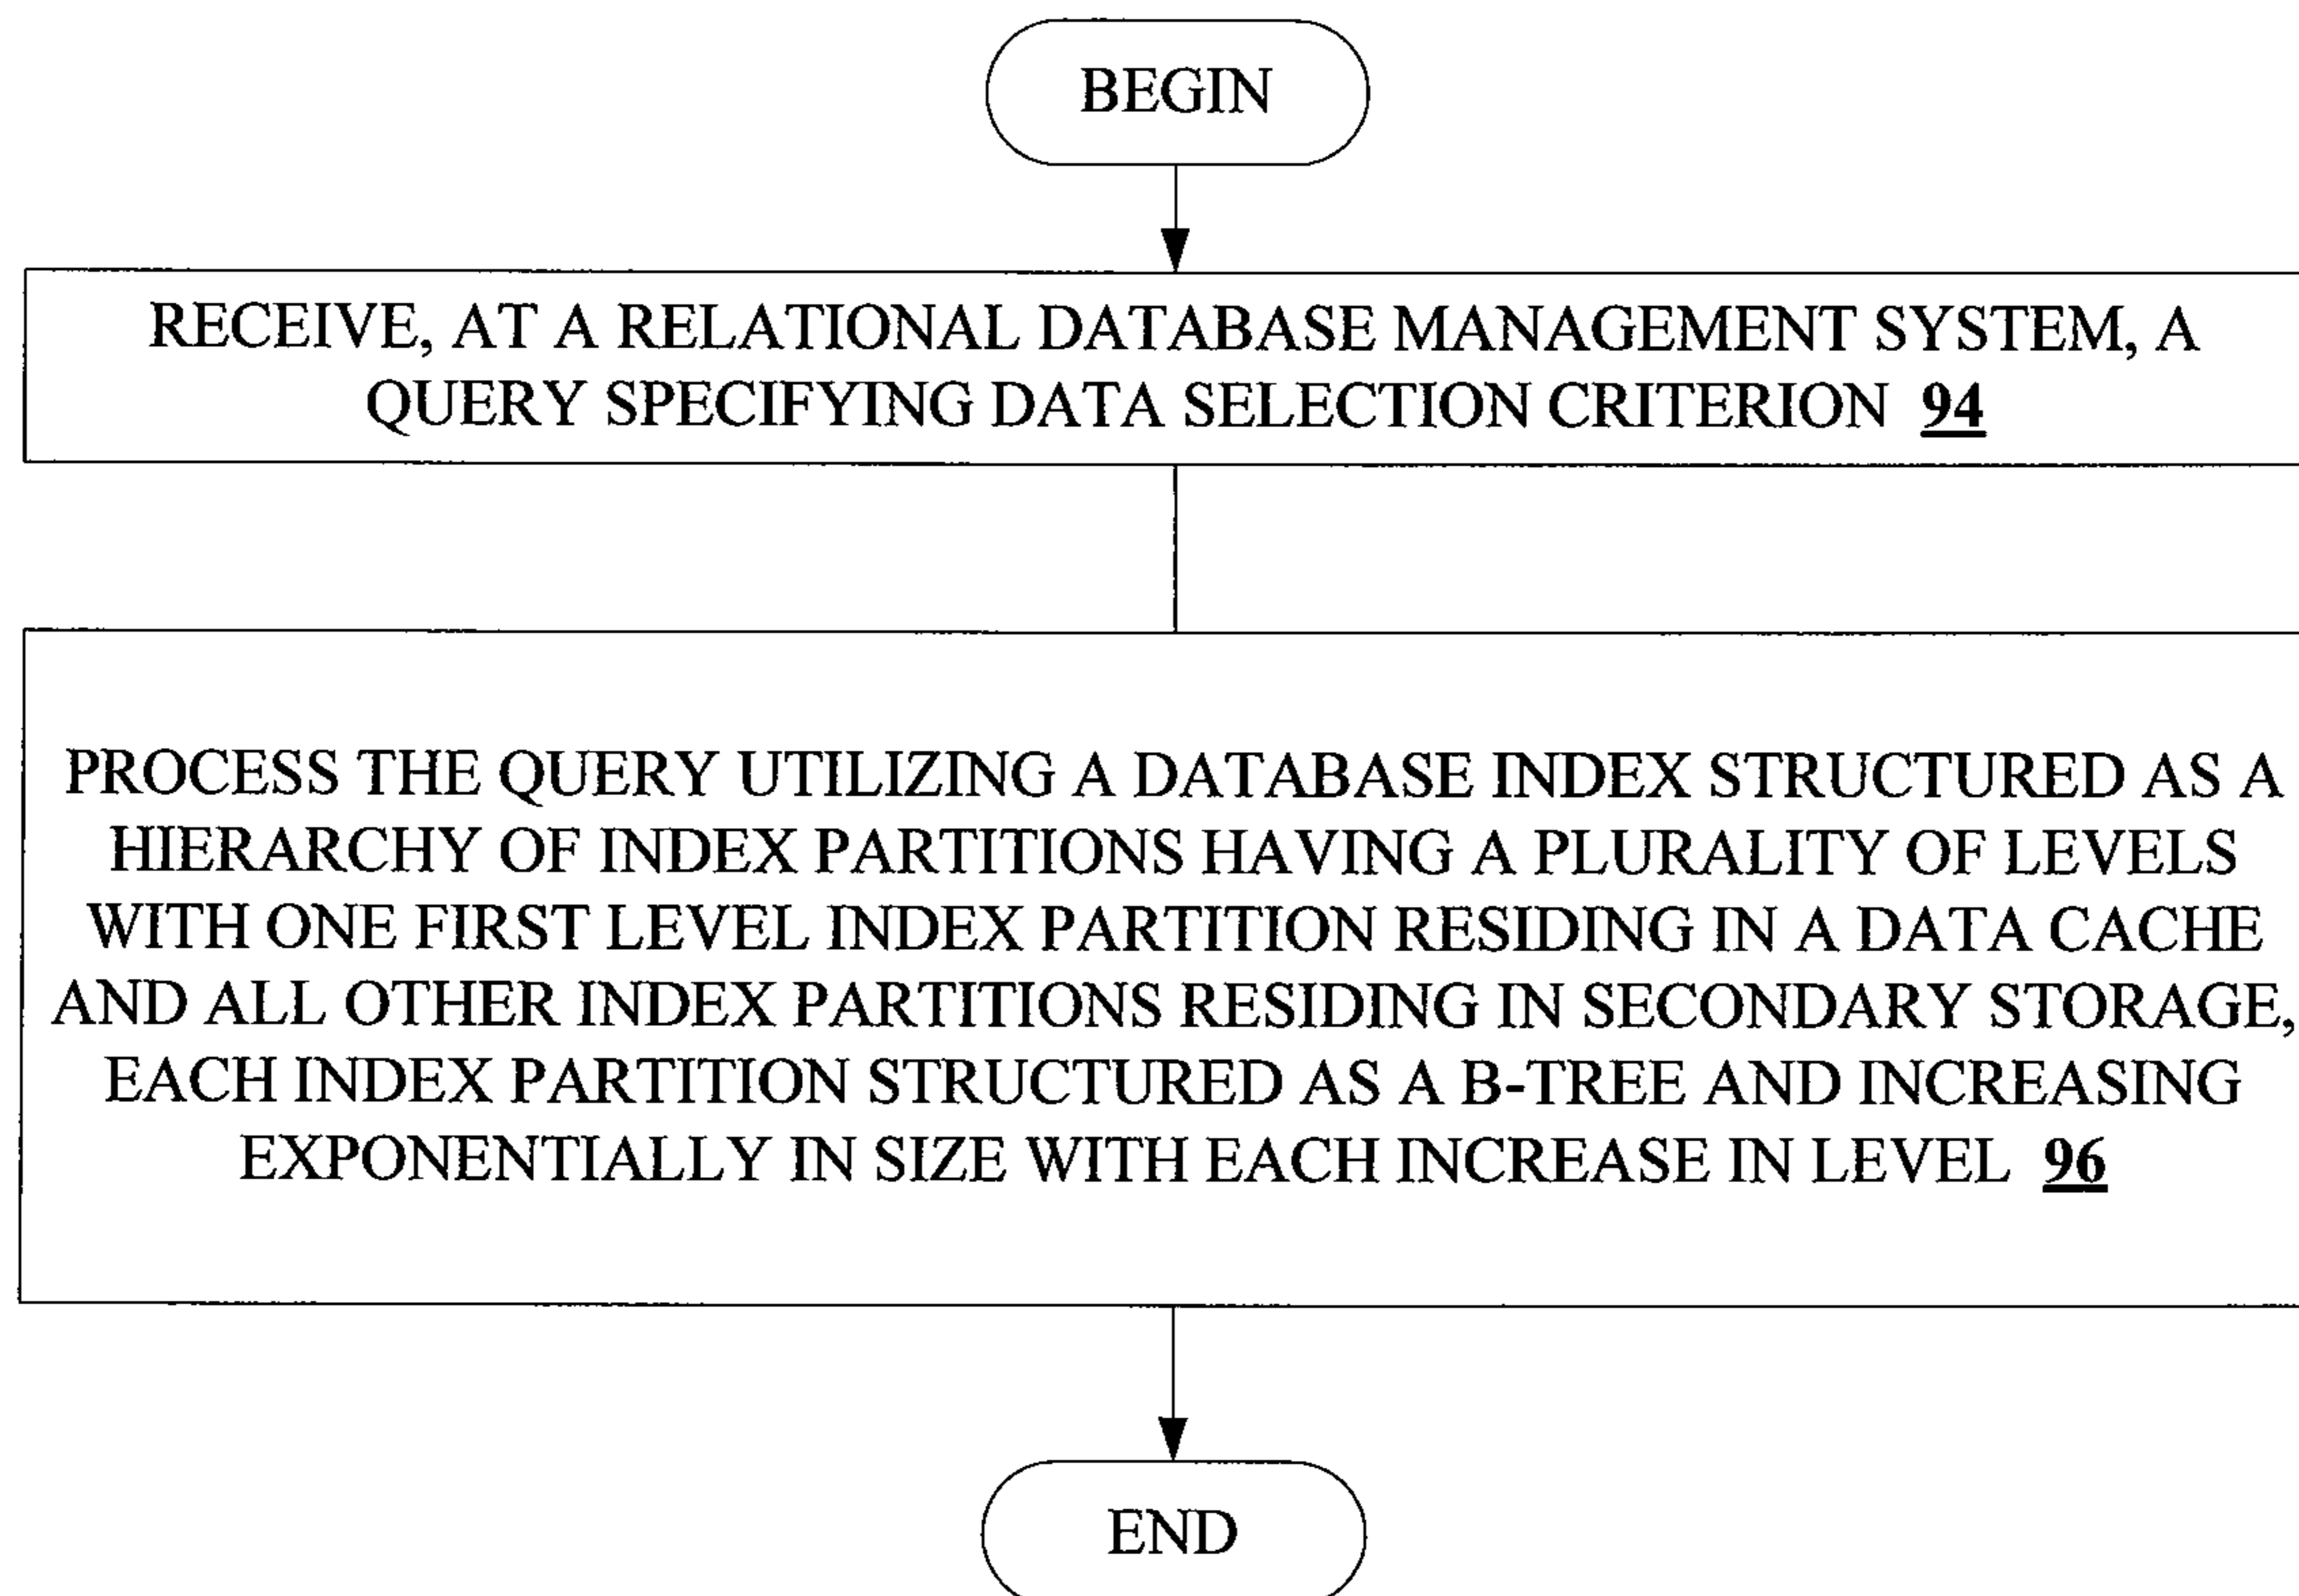 BEGIN
RECEIVE, AT A RELATIONAL DATABASE MANAGEMENT SYSTEM, A
QUERY SPECIFYING DATA SELECTION CRITERION 94
PROCESS THE QUERY UTILIZING A DATABASE INDEX STRUCTURED AS A
HIERARCHY OF INDEX PARTITIONS HAVING A PLURALITY OF LEVELS
WITH ONE FIRST LEVEL INDEX PARTITION RESIDING IN A DATA CACHE
AND ALL OTHER INDEX PARTITIONS RESIDING IN SECONDARY STORAGE,
EACH INDEX PARTITION STRUCTURED AS A B-TREE AND INCREASING
EXPONENTIALLY IN SIZE WITH EACH INCREASE IN LEVEL 96
END